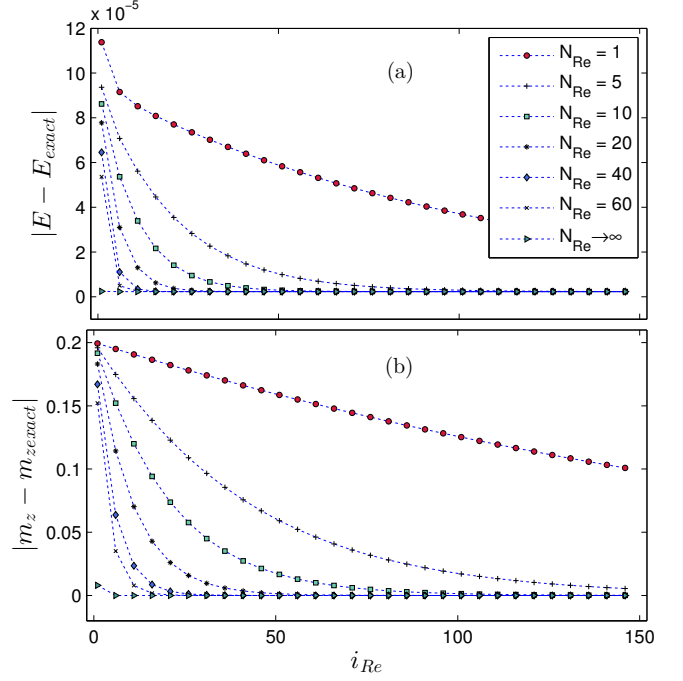 × 10⁻⁵
12
10
8
6
4
2
0
|E − E_exact|
(a)
N_Re = 1
N_Re = 5
N_Re = 10
N_Re = 20
N_Re = 40
N_Re = 60
N_Re→∞
0.2
0.15
0.1
0.05
0
|m_z − m_zexact|
(b)
0
50
100
150
i_Re